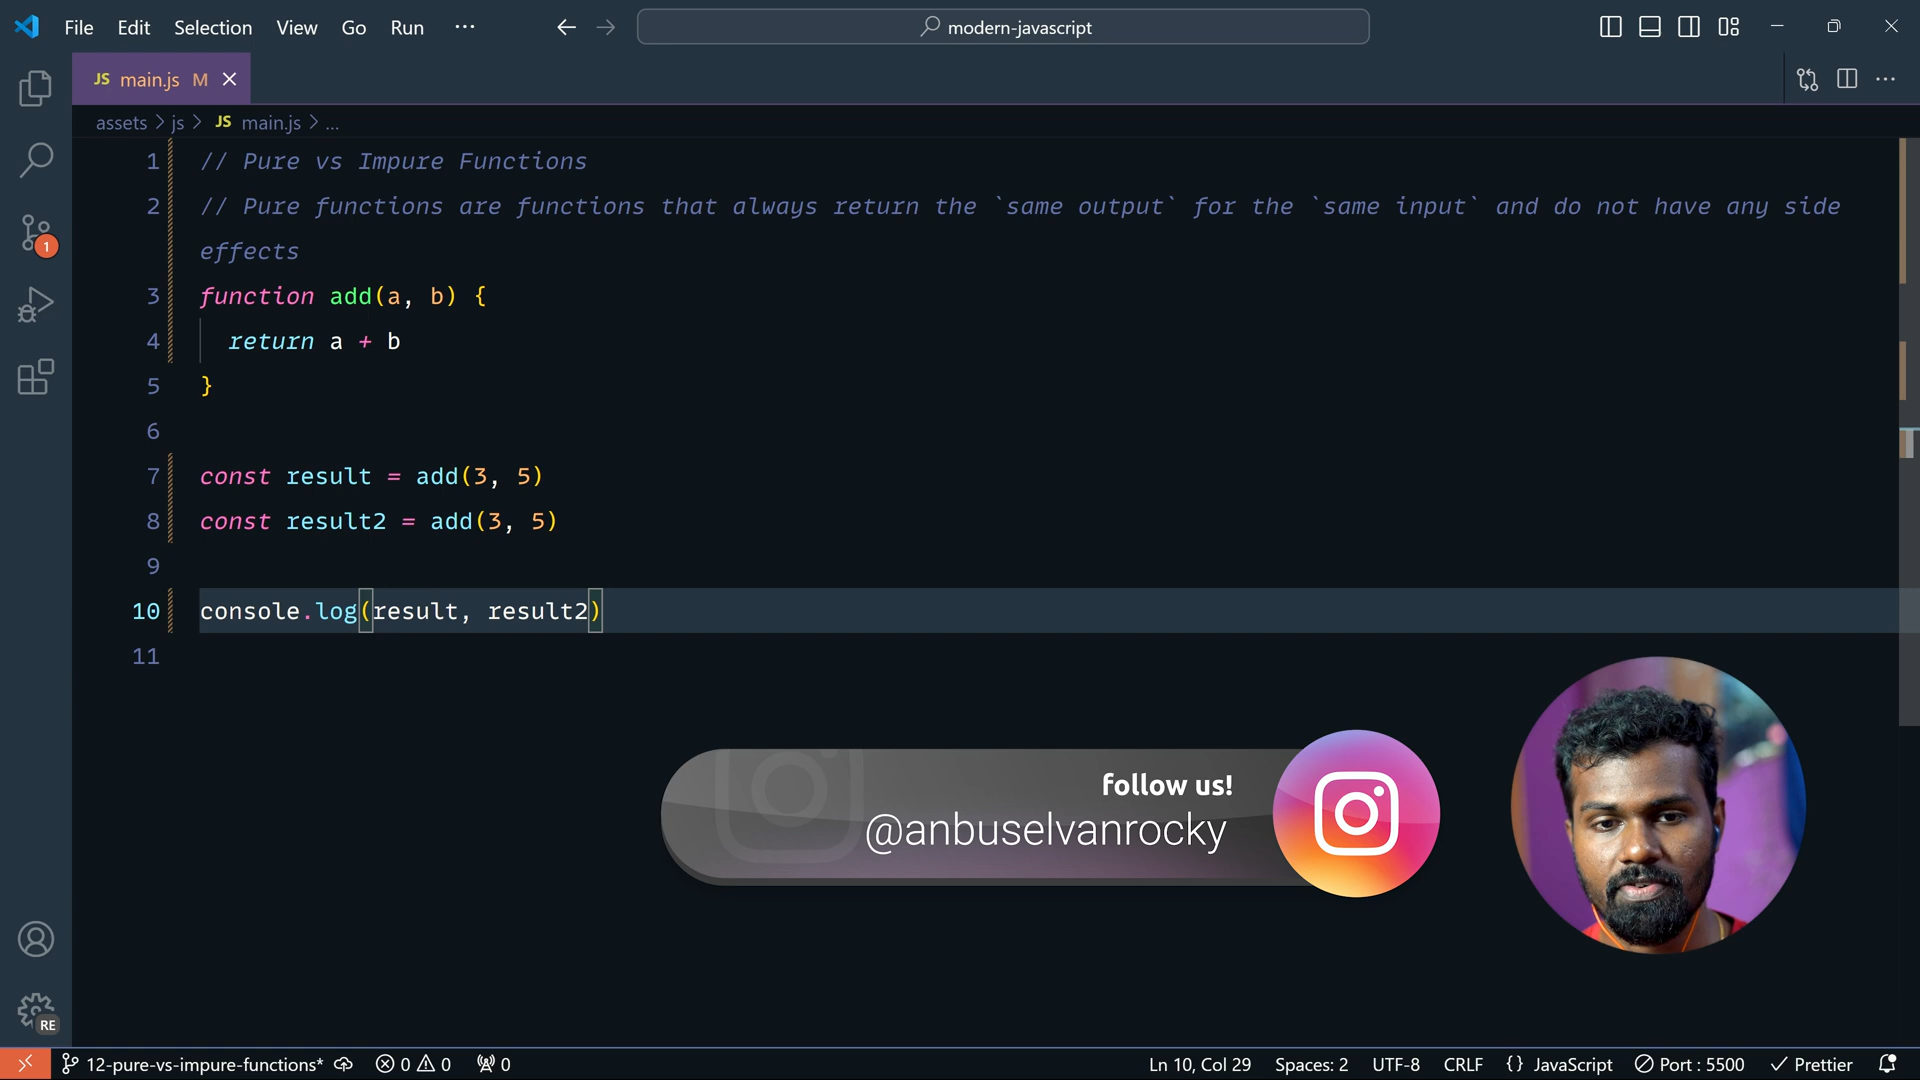 File Edit Selection View Go Run ... modern-javascript
JS main.js M
assets > js > JS main.js > ...
1 // Pure vs Impure Functions
2 // Pure functions are functions that always return the `same output` for the `same input` and do not have any side
effects
3 function add(a, b) {
4 return a + b
5 }
6
7 const result = add(3, 5)
8 const result2 = add(3, 5)
9
10 console.log(result, result2)
11
follow us!
@anbuselvanrocky
1
RE
12-pure-vs-impure-functions* 0 0 0 Ln 10, Col 29 Spaces: 2 UTF-8 CRLF {} JavaScript Port : 5500 Prettier